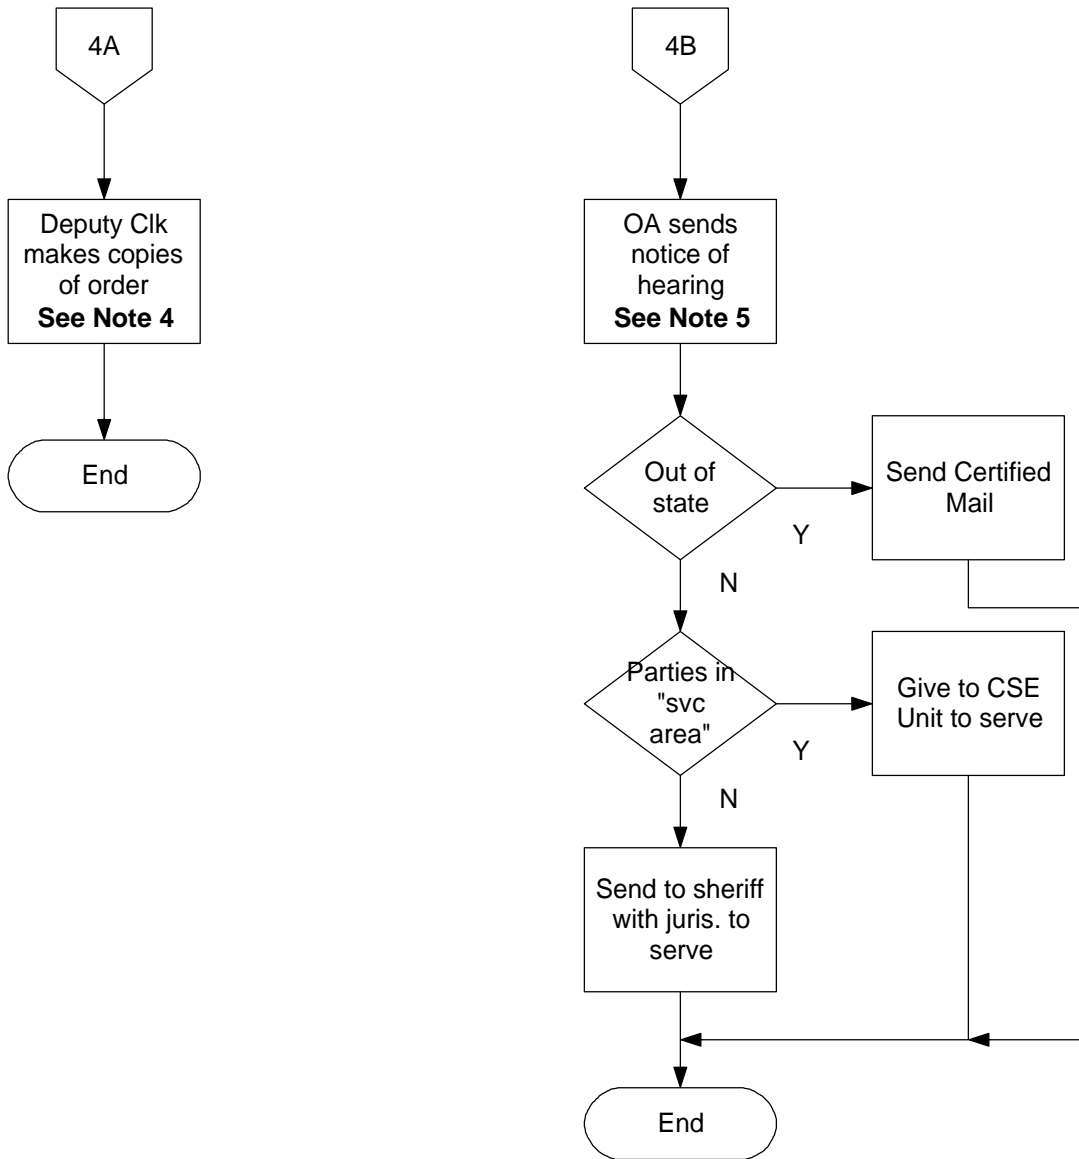 4A
Deputy Clk
makes copies
of order
See Note 4
End
4B
OA sends
notice of
hearing
See Note 5
Out of
state
Y
N
Send Certified
Mail
Parties in
"svc
area"
Y
N
Give to CSE
Unit to serve
Send to sheriff
with juris. to
serve
End